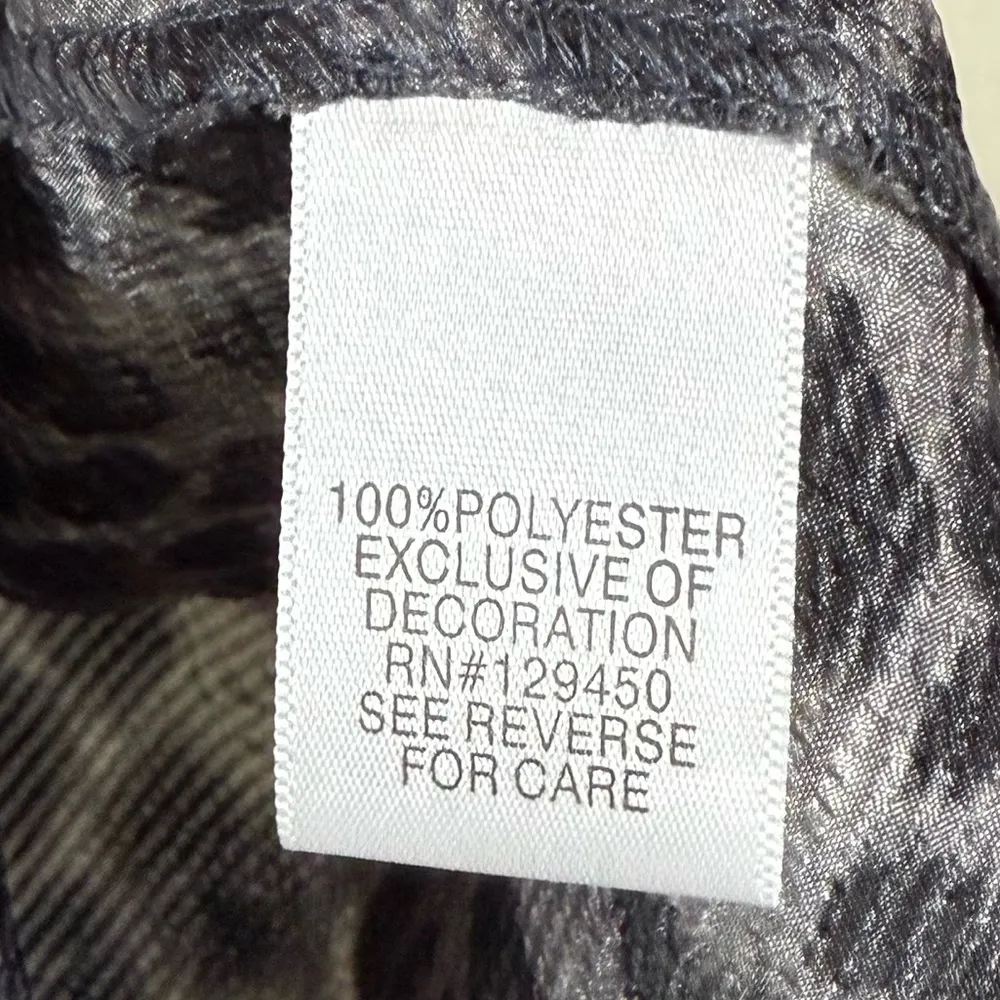 100%POLYESTER
EXCLUSIVE OF
DECORATION
RN#129450
SEE REVERSE
FOR CARE